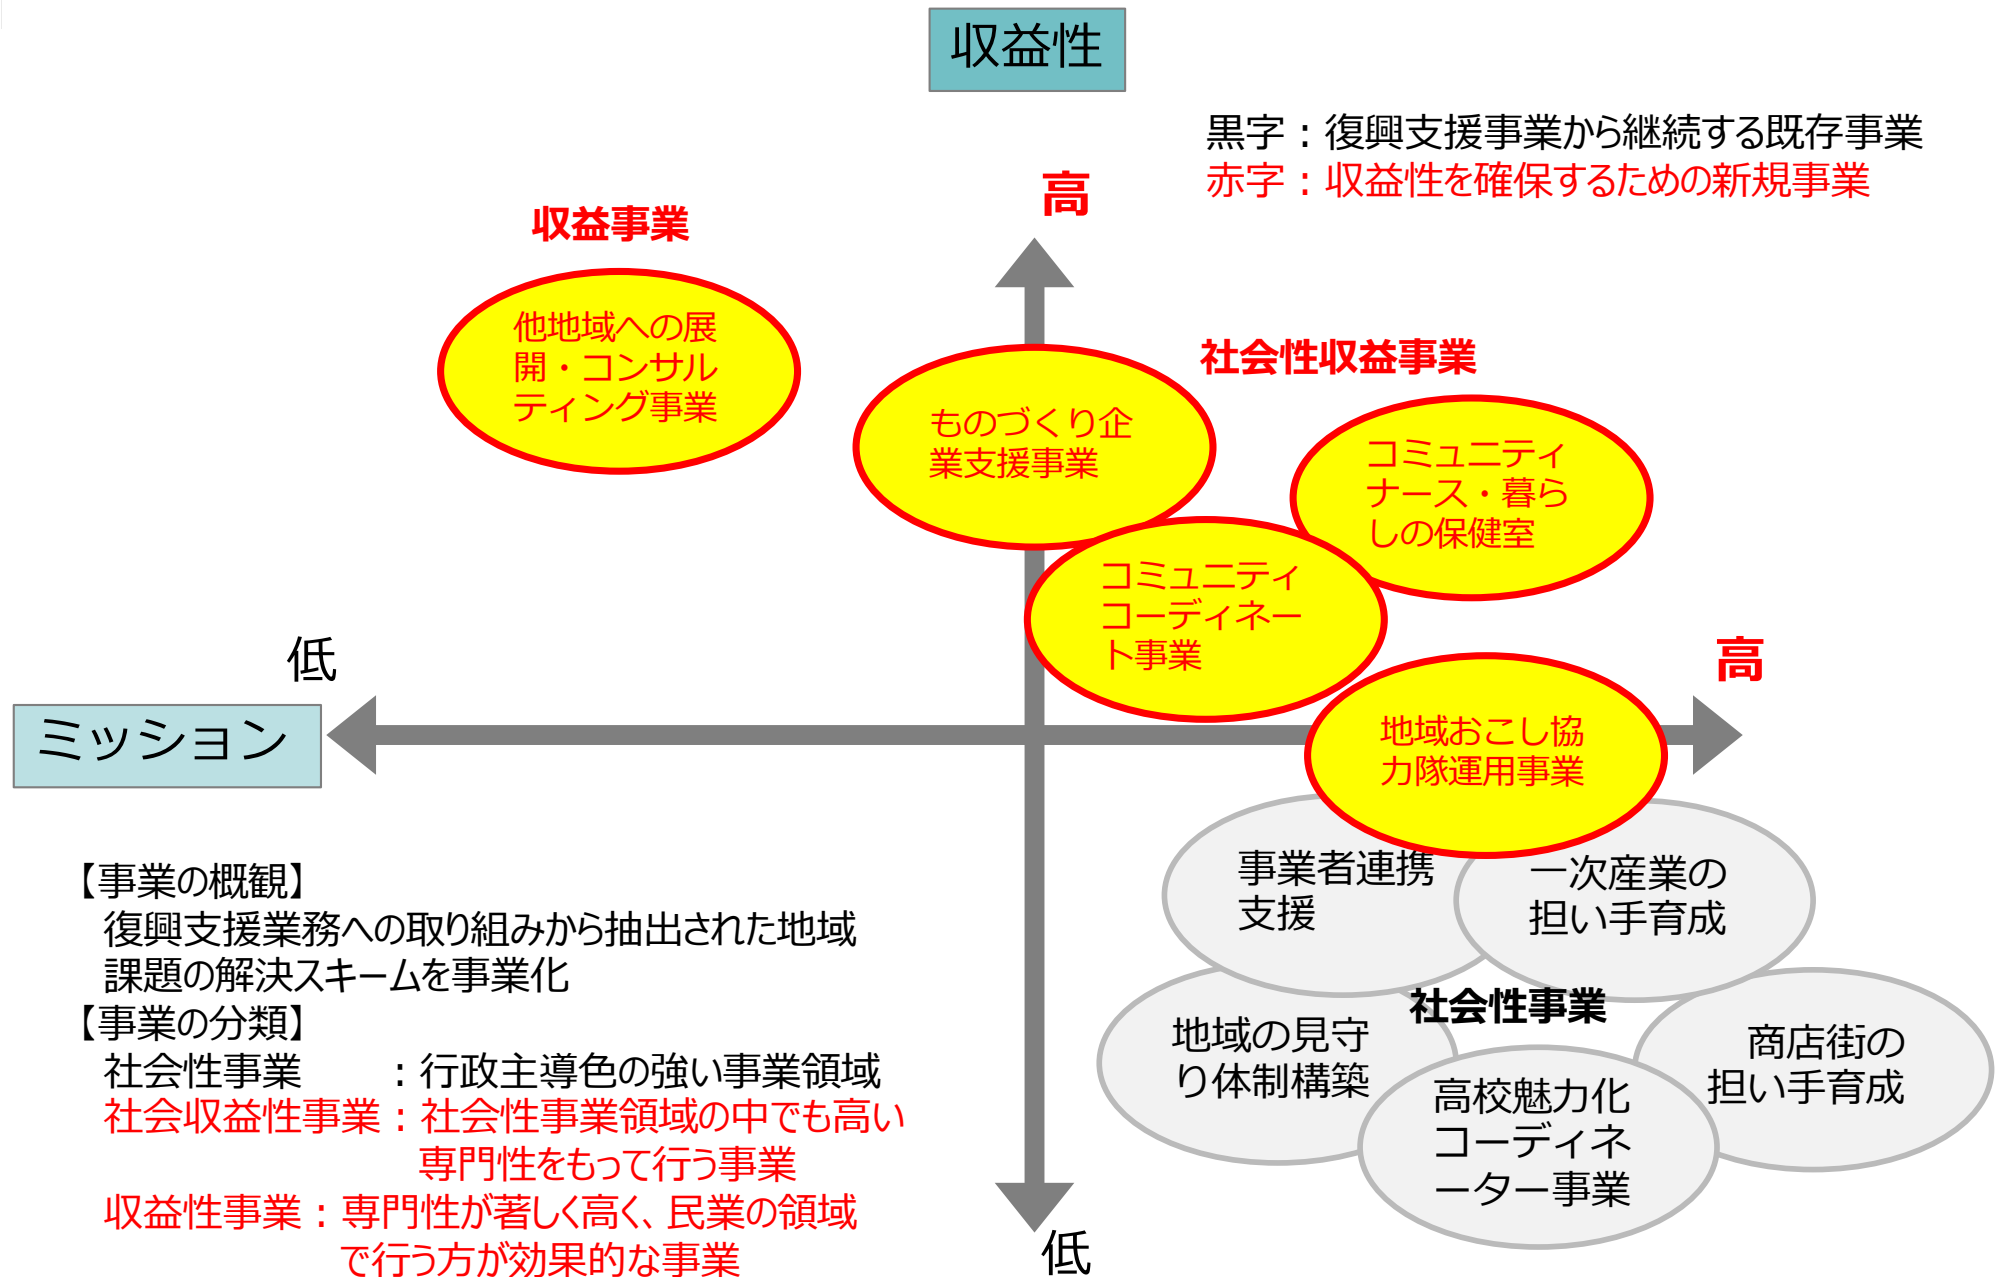 収益性
黒字：復興支援事業から継続する既存事業
赤字：収益性を確保するための新規事業
高
収益事業
他地域への展
開・コンサル
ティング事業
社会性収益事業
ものづくり企
業支援事業
コミュニティ
ナース・暮ら
しの保健室
コミュニティ
コーディネー
ト事業
低
高
ミッション
地域おこし協
力隊運用事業
事業者連携
支援
一次産業の
担い手育成
社会性事業
地域の見守
り体制構築
商店街の
担い手育成
高校魅力化
コーディネ
ーター事業
【事業の概観】
復興支援業務への取り組みから抽出された地域
課題の解決スキームを事業化
【事業の分類】
社会性事業　　：行政主導色の強い事業領域
社会収益性事業：社会性事業領域の中でも高い
専門性をもって行う事業
収益性事業：専門性が著しく高く、民業の領域
で行う方が効果的な事業
低